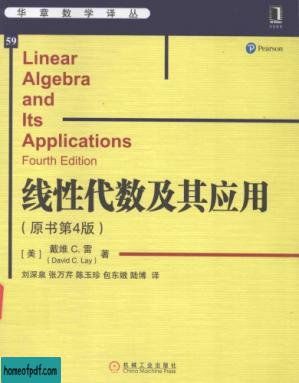 华章数学译丛
59
Pearson
Linear
Algebra
and
Its
Applications
Fourth Edition
线性代数及其应用
(原书第4版)
[美] 戴维 C. 雷 著
(David C. Lay)
刘深泉 张万芹 陈玉珍 包东娥 陆博 译
机械工业出版社
China Machine Press
homeofpdf.com
homeofpdf.com